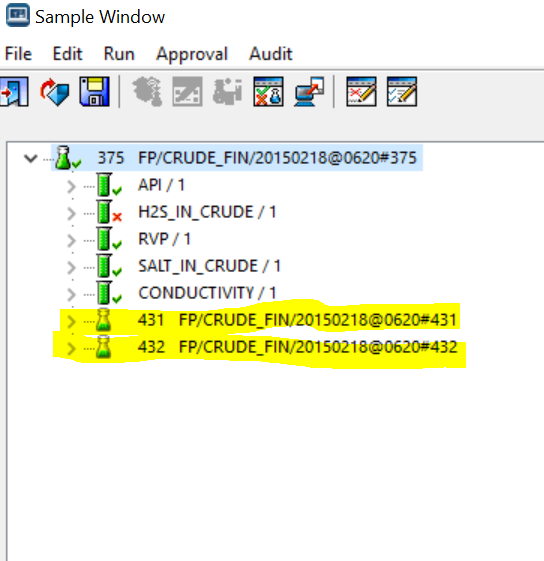 Sample Window
File Edit Run Approval Audit
375 FP/CRUDE_FIN/20150218@0620#375
API / 1
H2S_IN_CRUDE / 1
RVP / 1
SALT_IN_CRUDE / 1
CONDUCTIVITY / 1
431 FP/CRUDE_FIN/20150218@0620#431
432 FP/CRUDE_FIN/20150218@0620#432